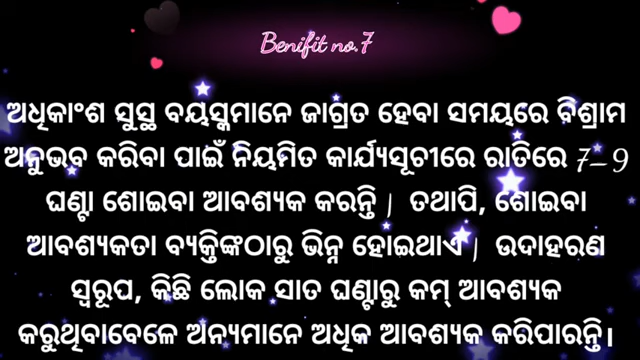 Benifit no.7
ଅଧିକାଂଶ ସୁସ୍ଥ ବୟସ୍କମାନେ ଜାଗ୍ରତ ହେବା ସମୟରେ ବିଶ୍ରାମ
ଅନୁଭବ କରିବା ପାଇଁ ନିୟମିତ କାର୍ଯ୍ୟସୂଚୀରେ ରାତିରେ 7-9
ଘଣ୍ଟା ଶୋଇବା ଆବଶ୍ୟକ କରନ୍ତି| ତଥାପି, ଶୋଇବା
ଆବଶ୍ୟକତା ବ୍ୟକ୍ତିଙ୍କଠାରୁ ଭିନ୍ନ ହୋଇଥାଏ| ଉଦାହରଣ
ସ୍ୱରୂପ, କିଛି ଲୋକ ସାତ ଘଣ୍ଟାରୁ କମ୍ ଆବଶ୍ୟକ
କରୁଥିବାବେଳେ ଅନ୍ୟମାନେ ଅଧିକ ଆବଶ୍ୟକ କରିପାରନ୍ତି।